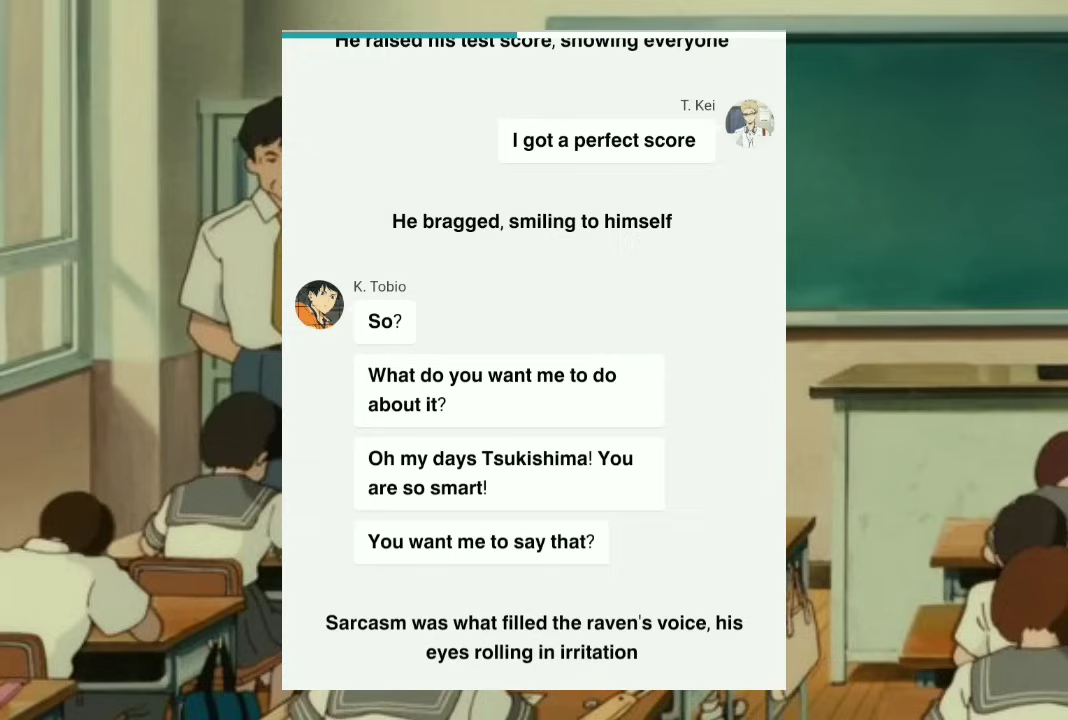 He raised his test score, showing everyone
T. Kei
I got a perfect score
He bragged, smiling to himself
K. Tobio
So?
What do you want me to do
about it?
Oh my days Tsukishima! You
are so smart!
You want me to say that?
Sarcasm was what filled the raven's voice, his
eyes rolling in irritation